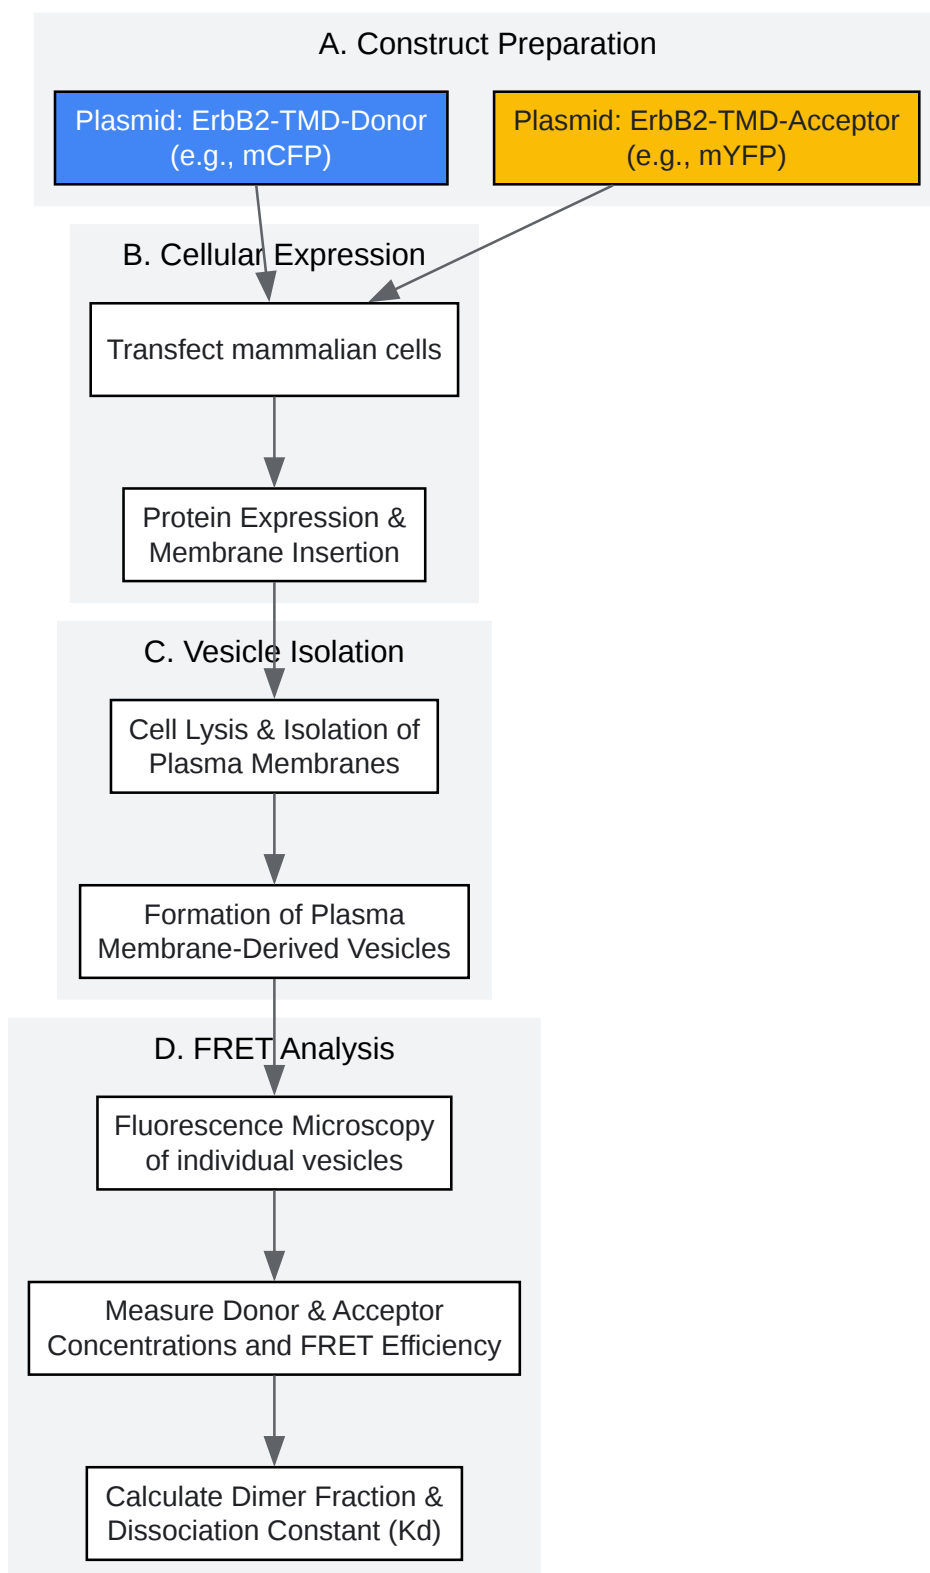 A. Construct Preparation
Plasmid: ErbB2-TMD-Donor
(e.g., mCFP)
Plasmid: ErbB2-TMD-Acceptor
(e.g., mYFP)
B. Cellular Expression
Transfect mammalian cells
Protein Expression &
Membrane Insertion
C. Vesicle Isolation
Cell Lysis & Isolation of
Plasma Membranes
Formation of Plasma
Membrane-Derived Vesicles
D. FRET Analysis
Fluorescence Microscopy
of individual vesicles
Measure Donor & Acceptor
Concentrations and FRET Efficiency
Calculate Dimer Fraction &
Dissociation Constant (Kd)